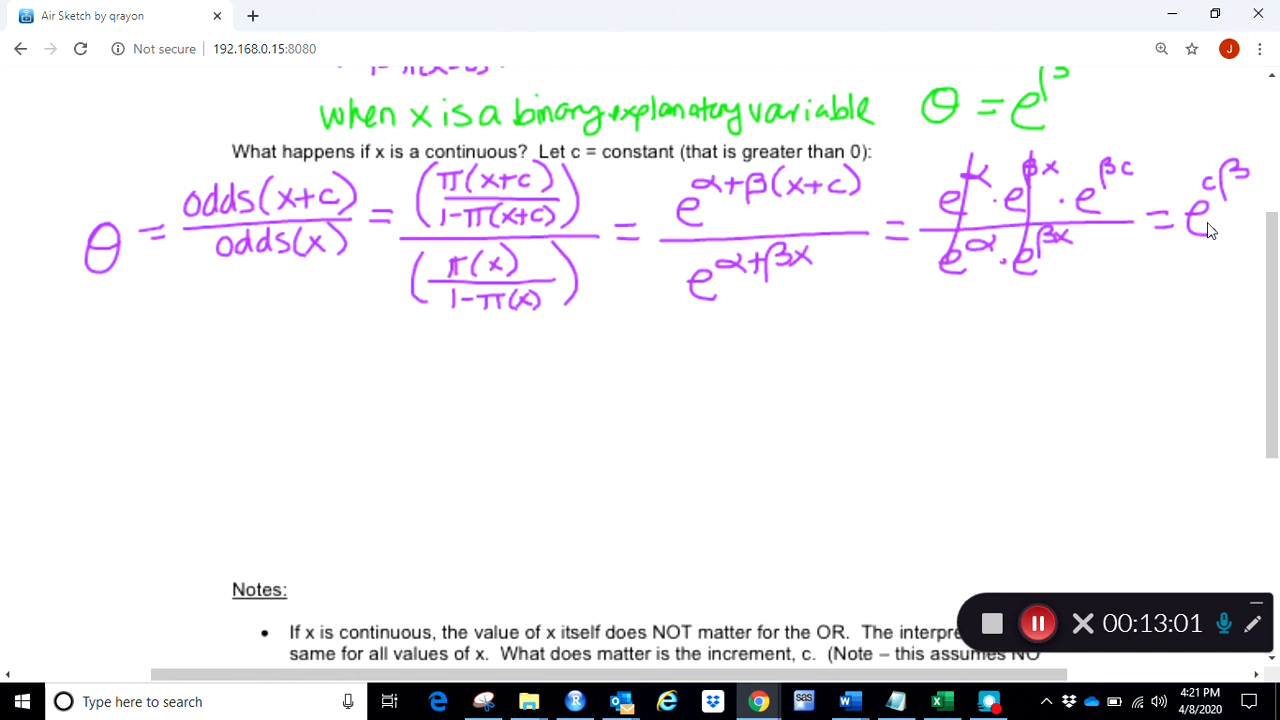 Air Sketch by qrayon
Not secure 192.168.0.15:8080
J
when x is a binary explanatory variable θ = e^β
What happens if x is a continuous? Let c = constant (that is greater than 0):
θ = odds(x+c) / odds(x) = (π(x+c) / 1-π(x+c)) / (π(x) / 1-π(x)) = e^α+β(x+c) / e^α+βx = e^α · e^βx · e^βc / e^α · e^βx = e^cβ
Notes:
• If x is continuous, the value of x itself does NOT matter for the OR. The interpre
same for all values of x. What does matter is the increment, c. (Note – this assumes NO
00:13:01
Type here to search
sas
4:21 PM
4/8/2020